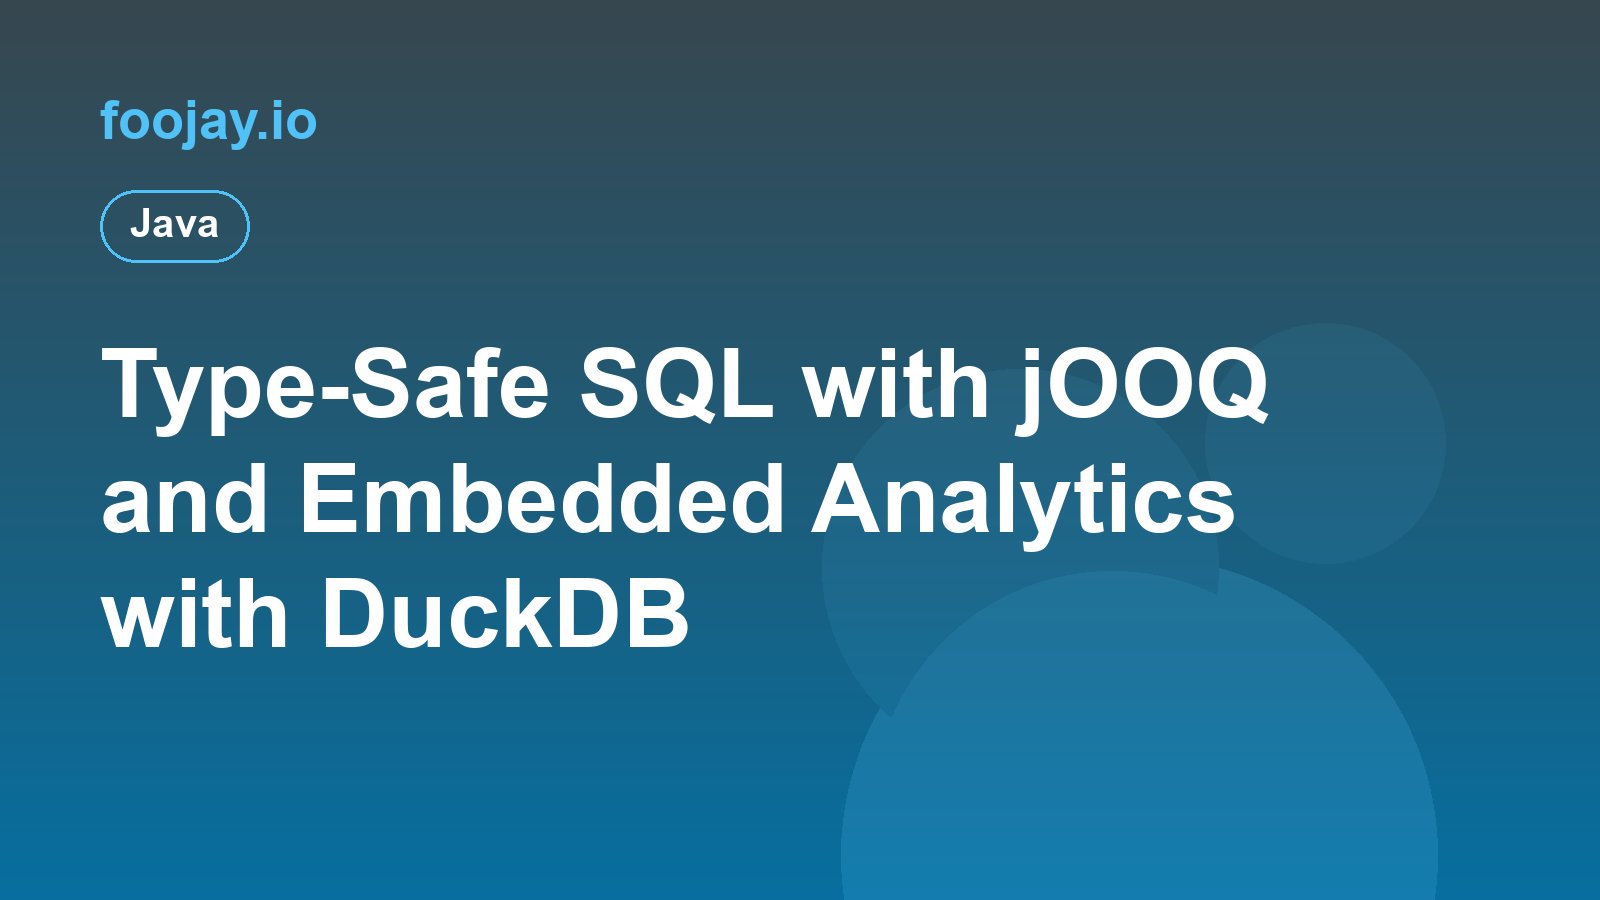 foojay.io
Java
Type-Safe SQL with jOOQ
and Embedded Analytics
with DuckDB